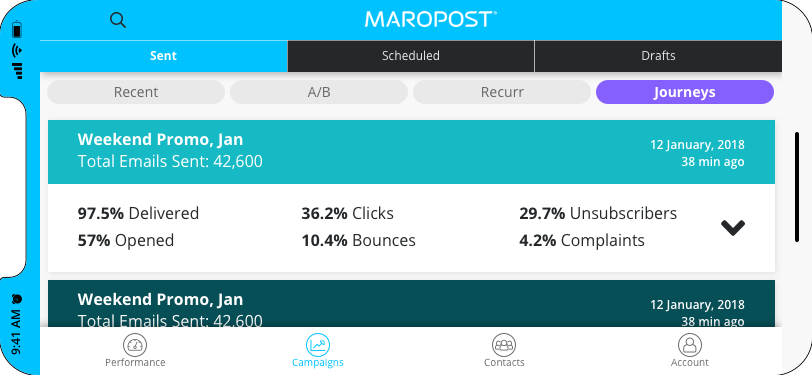 9:41 AM
MAROPOST
Sent
Scheduled
Drafts
Recent
A/B
Recurr
Journeys
Weekend Promo, Jan
Total Emails Sent: 42,600
12 January, 2018
38 min ago
97.5% Delivered
36.2% Clicks
29.7% Unsubscribers
57% Opened
10.4% Bounces
4.2% Complaints
Weekend Promo, Jan
Total Emails Sent: 42,600
12 January, 2018
38 min ago
Performance
Campaigns
Contacts
Account